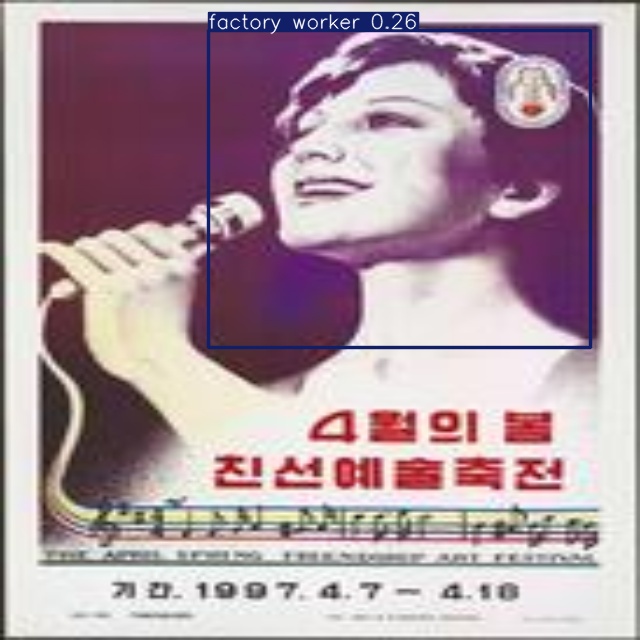 factory worker 0.26
4월의 봄
친선예술축전
THE APRIL SPRING FRIENDSHIP ART FESTIVAL
기간. 1997. 4. 7 ~ 4. 18